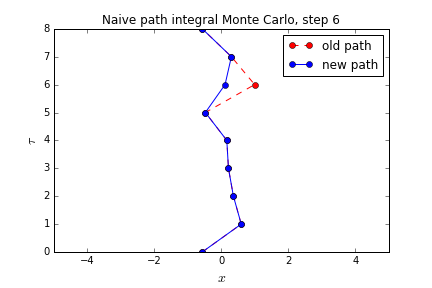 Naive path integral Monte Carlo, step 6
8
7
6
5
4
3
2
1
0
τ
old path
new path
−4 −2 0 2 4
x